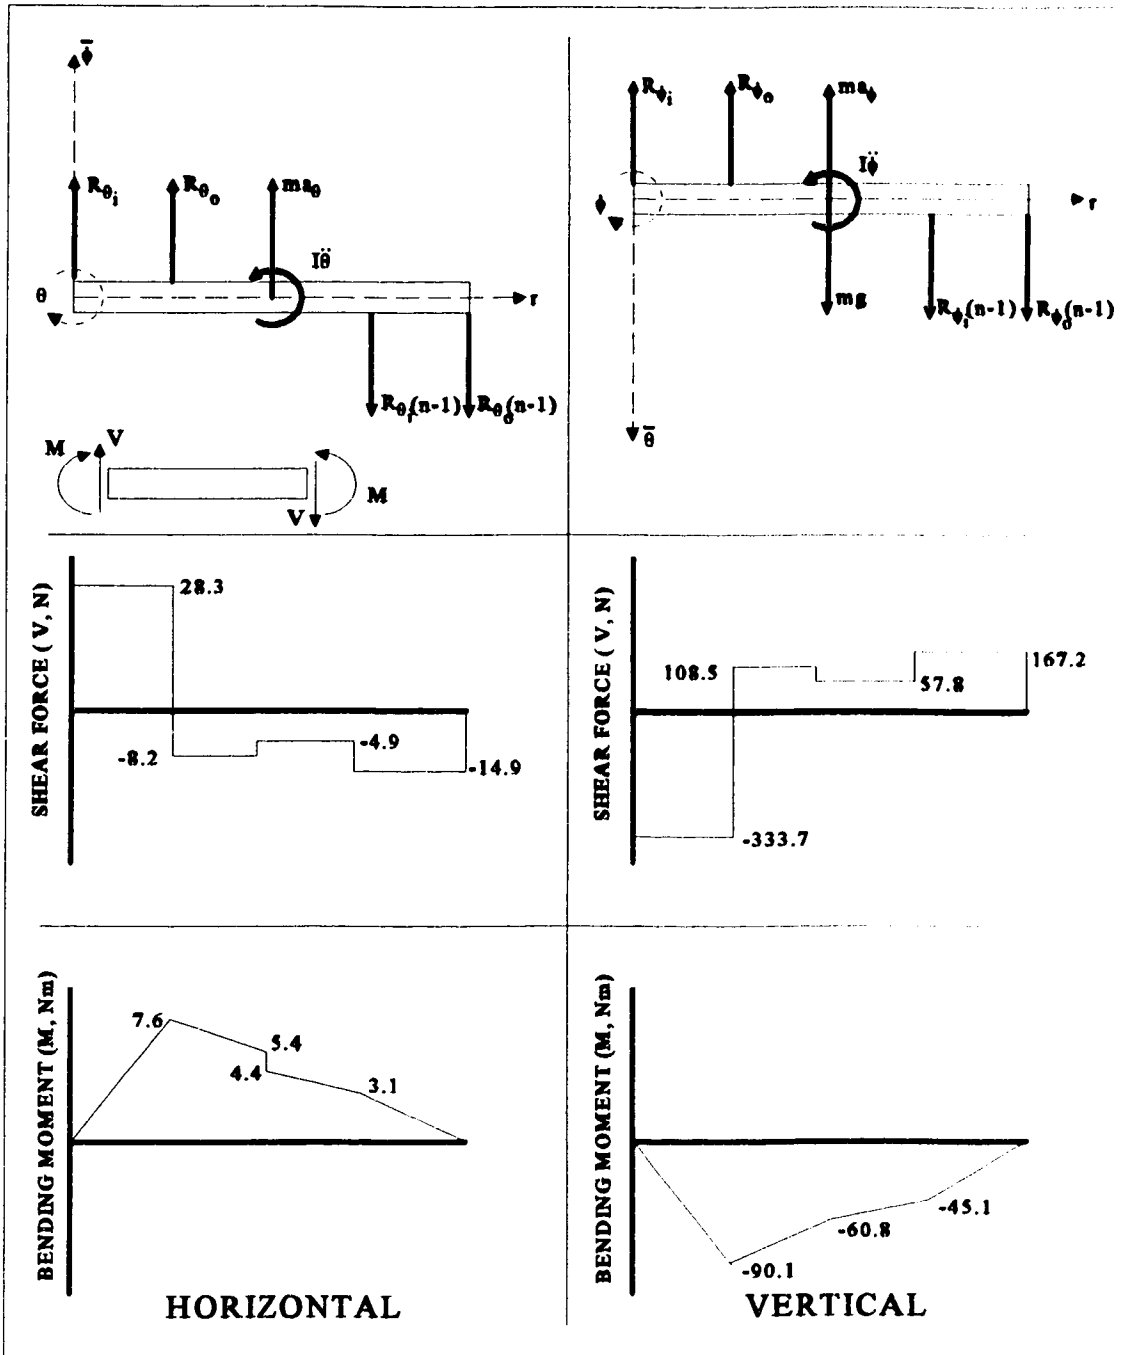 ϕ̄
R_θi R_θo ma_θ
Iθ̈
θ
r
R_θi(n-1) R_θo(n-1)
M V
V M
R_ϕi R_ϕo ma_ϕ
Iϕ̈
ϕ
r
mg
R_ϕi(n-1) R_ϕo(n-1)
θ̄
SHEAR FORCE ( V, N)
28.3
-8.2
-4.9
-14.9
SHEAR FORCE ( V, N)
108.5
57.8
167.2
-333.7
BENDING MOMENT (M, Nm)
7.6
5.4
4.4
3.1
HORIZONTAL
BENDING MOMENT (M, Nm)
-45.1
-60.8
-90.1
VERTICAL